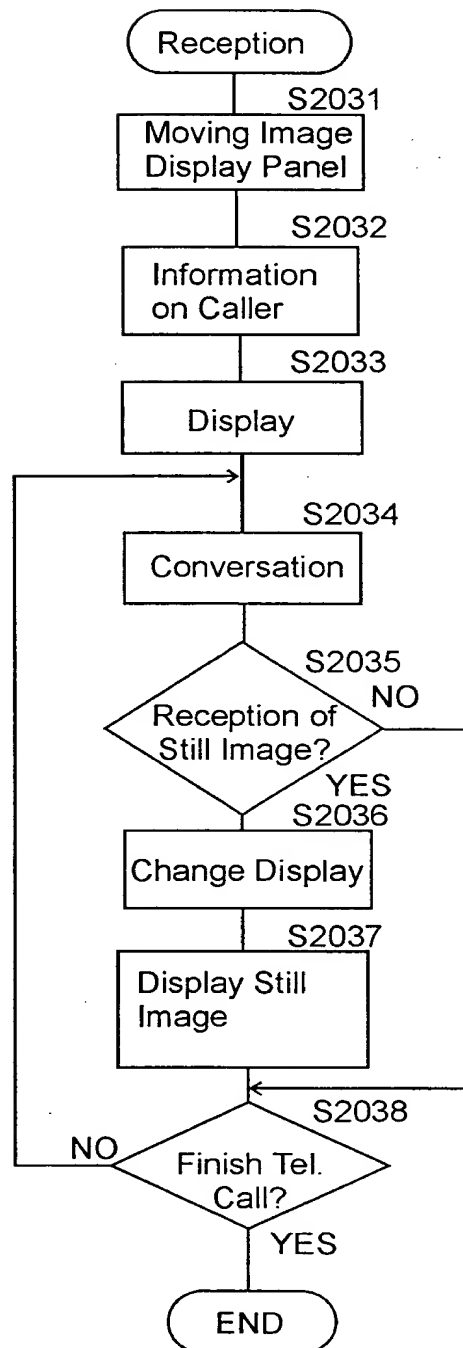 Reception
S2031
Moving Image
Display Panel
S2032
Information
on Caller
S2033
Display
S2034
Conversation
S2035
NO
Reception of
Still Image?
YES
S2036
Change Display
S2037
Display Still
Image
S2038
NO
Finish Tel.
Call?
YES
END